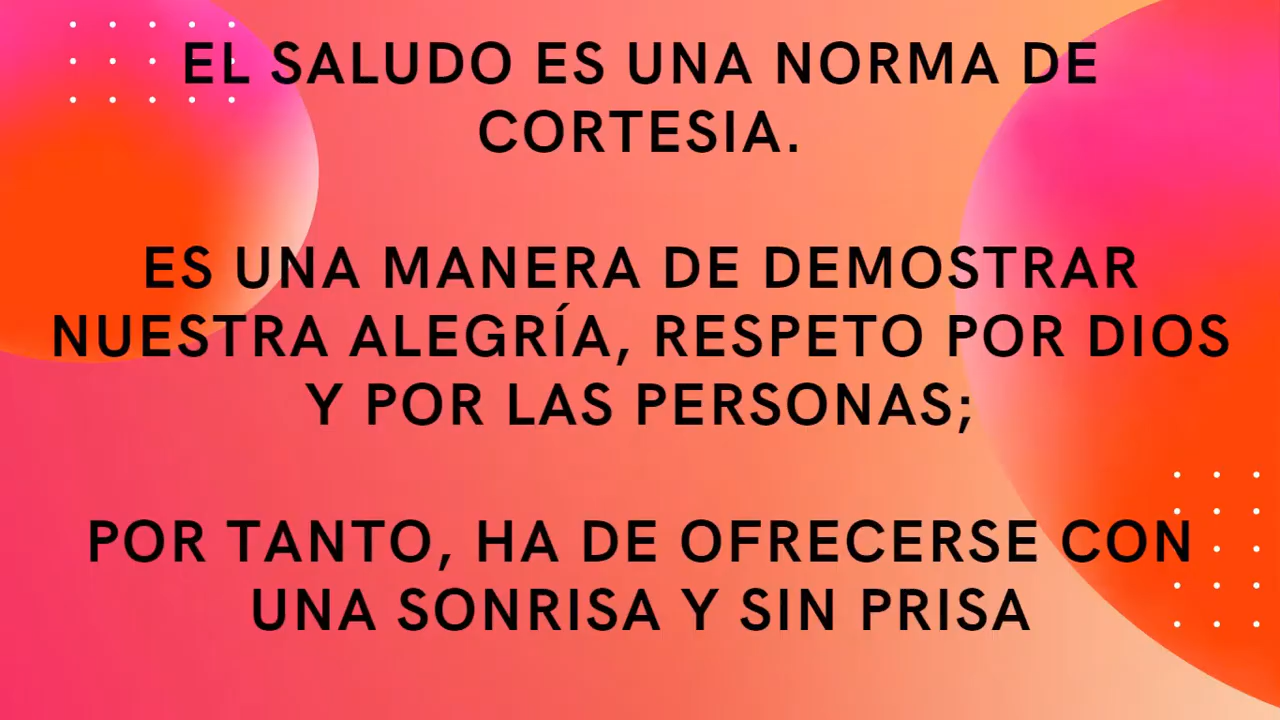 EL SALUDO ES UNA NORMA DE
CORTESIA.
ES UNA MANERA DE DEMOSTRAR
NUESTRA ALEGRÍA, RESPETO POR DIOS
Y POR LAS PERSONAS;
POR TANTO, HA DE OFRECERSE CON
UNA SONRISA Y SIN PRISA